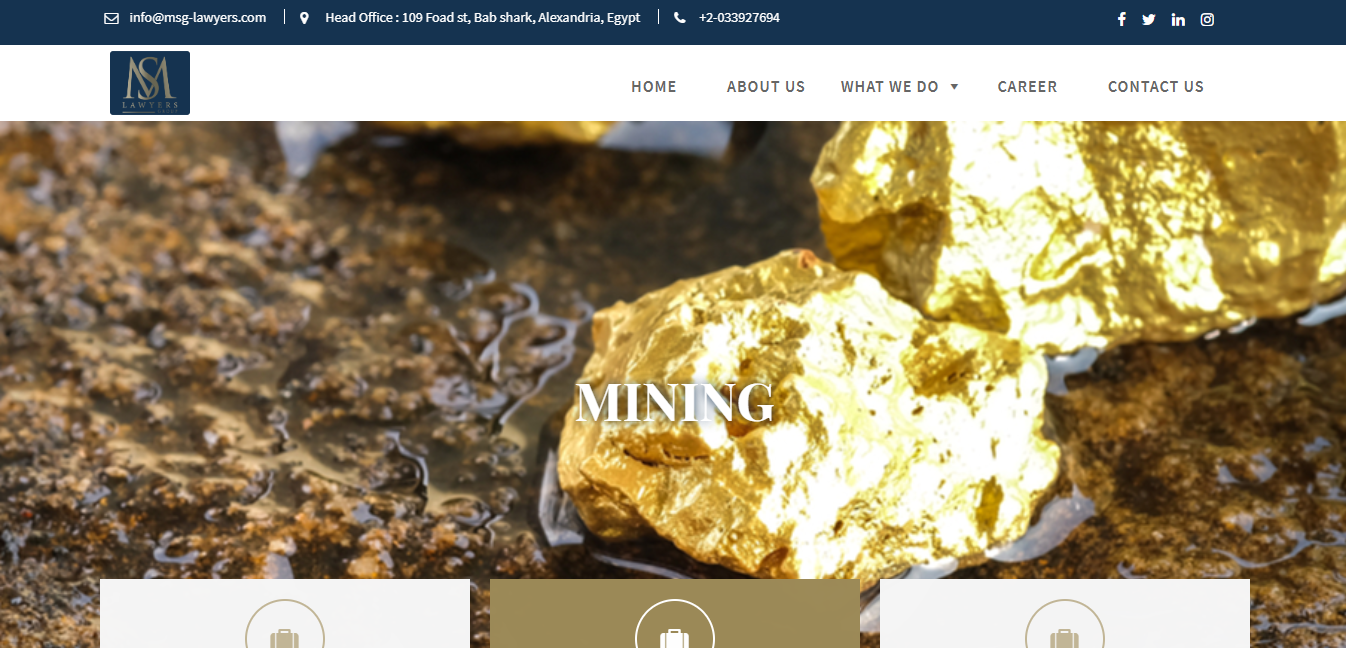 info@msg-lawyers.com
Head Office : 109 Foad st, Bab shark, Alexandria, Egypt
+2-033927694
MS
LAWYERS
HOME
ABOUT US
WHAT WE DO
CAREER
CONTACT US
MINING